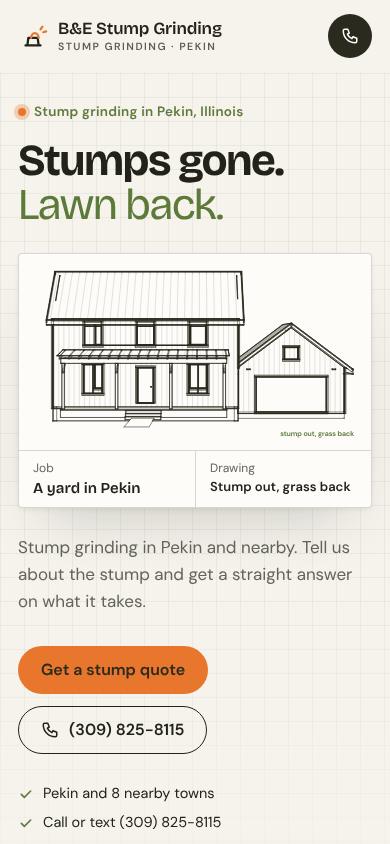 B&E Stump Grinding
STUMP GRINDING · PEKIN
Stump grinding in Pekin, Illinois
Stumps gone.
Lawn back.
stump out, grass back
Job
A yard in Pekin
Drawing
Stump out, grass back
Stump grinding in Pekin and nearby. Tell us
about the stump and get a straight answer
on what it takes.
Get a stump quote
(309) 825-8115
Pekin and 8 nearby towns
Call or text (309) 825-8115